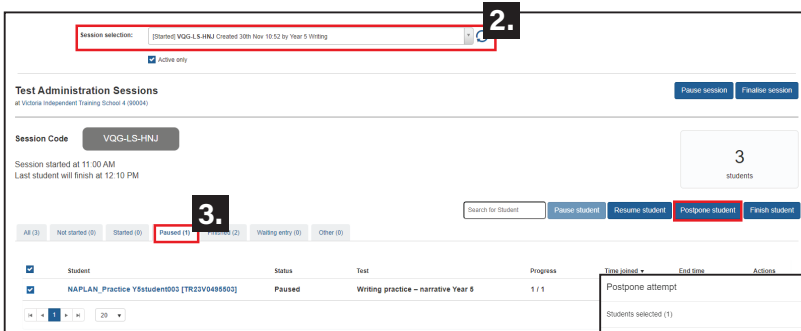 2.
Session selection: [Started] VQG-LS-HNJ Created 30th Nov 10:52 by Year 5 Writing
Active only
Test Administration Sessions
at Victoria Independent Training School 4 (90004)
Pause session Finalise session
Session Code VQG-LS-HNJ
Session started at 11:00 AM
Last student will finish at 12:10 PM
3
students
3.
Search for Student Pause student Resume student Postpone student Finish student
All (3) Not started (0) Started (0) Paused (1) Finished (2) Waiting entry (0) Other (0)
Student Status Test Progress Time joined End time Actions
NAPLAN_Practice Y5student003 [TR23V0495503] Paused Writing practice – narrative Year 5 1 / 1
1 20
Postpone attempt
Students selected (1)